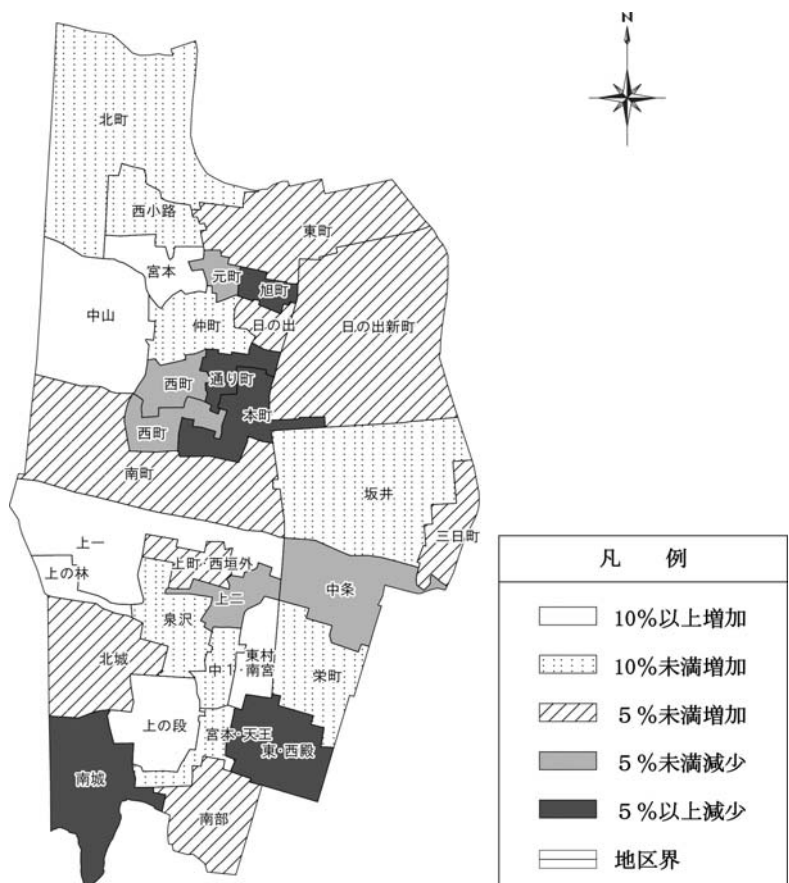 N
北町
西小路
東町
宮本
元町
旭町
中山
仲町
日の出
日の出新町
西町
通り町
本町
西町
南町
坂井
三日町
上一
上町・西垣外
上の林
中条
上二
泉沢
北城
中1・南宮
東村
栄町
上の段
宮本・天王
東・西殿
南城
南部
凡 例
10%以上増加
10%未満増加
5%未満増加
5%未満減少
5%以上減少
地区界